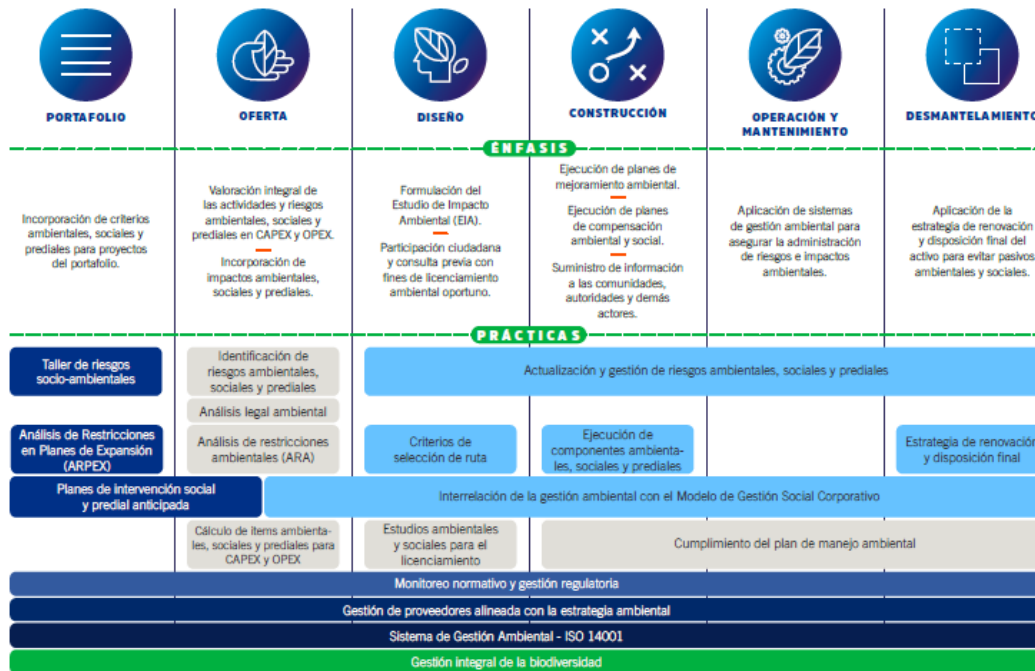 PORTAFOLIO
OFERTA
DISEÑO
CONSTRUCCIÓN
OPERACIÓN Y
MANTENIMIENTO
DESMANTELAMIENTO
ÉNFASIS
Incorporación de criterios
ambientales, sociales y
prediales para proyectos
del portafolio.
Valoración integral de
las actividades y riesgos
ambientales, sociales y
prediales en CAPEX y OPEX.
Incorporación de
impactos ambientales,
sociales y prediales.
Formulación del
Estudio de Impacto
Ambiental (EIA).
Participación ciudadana
y consulta previa con
fines de licenciamiento
ambiental oportuno.
Ejecución de planes de
mejoramiento ambiental.
Ejecución de planes
de compensación
ambiental y social.
Suministro de información
a las comunidades,
autoridades y demás
actores.
Aplicación de sistemas
de gestión ambiental para
asegurar la administración
de riesgos e impactos
ambientales.
Aplicación de la
estrategia de renovación
y disposición final del
activo para evitar pasivos
ambientales y sociales.
PRÁCTICAS
Taller de riesgos
socio-ambientales
Identificación de
riesgos ambientales,
sociales y prediales
Actualización y gestión de riesgos ambientales, sociales y prediales
Análisis legal ambiental
Análisis de Restricciones
en Planes de Expansión
(ARPEX)
Análisis de restricciones
ambientales (ARA)
Criterios de
selección de ruta
Ejecución de
componentes ambienta-
les, sociales y prediales
Estrategia de renovación
y disposición final
Planes de intervención social
y predial anticipada
Interrelación de la gestión ambiental con el Modelo de Gestión Social Corporativo
Cálculo de ítems ambienta-
les, sociales y prediales para
CAPEX y OPEX
Estudios ambientales
y sociales para el
licenciamiento
Cumplimiento del plan de manejo ambiental
Monitoreo normativo y gestión regulatoria
Gestión de proveedores alineada con la estrategia ambiental
Sistema de Gestión Ambiental - ISO 14001
Gestión integral de la biodiversidad